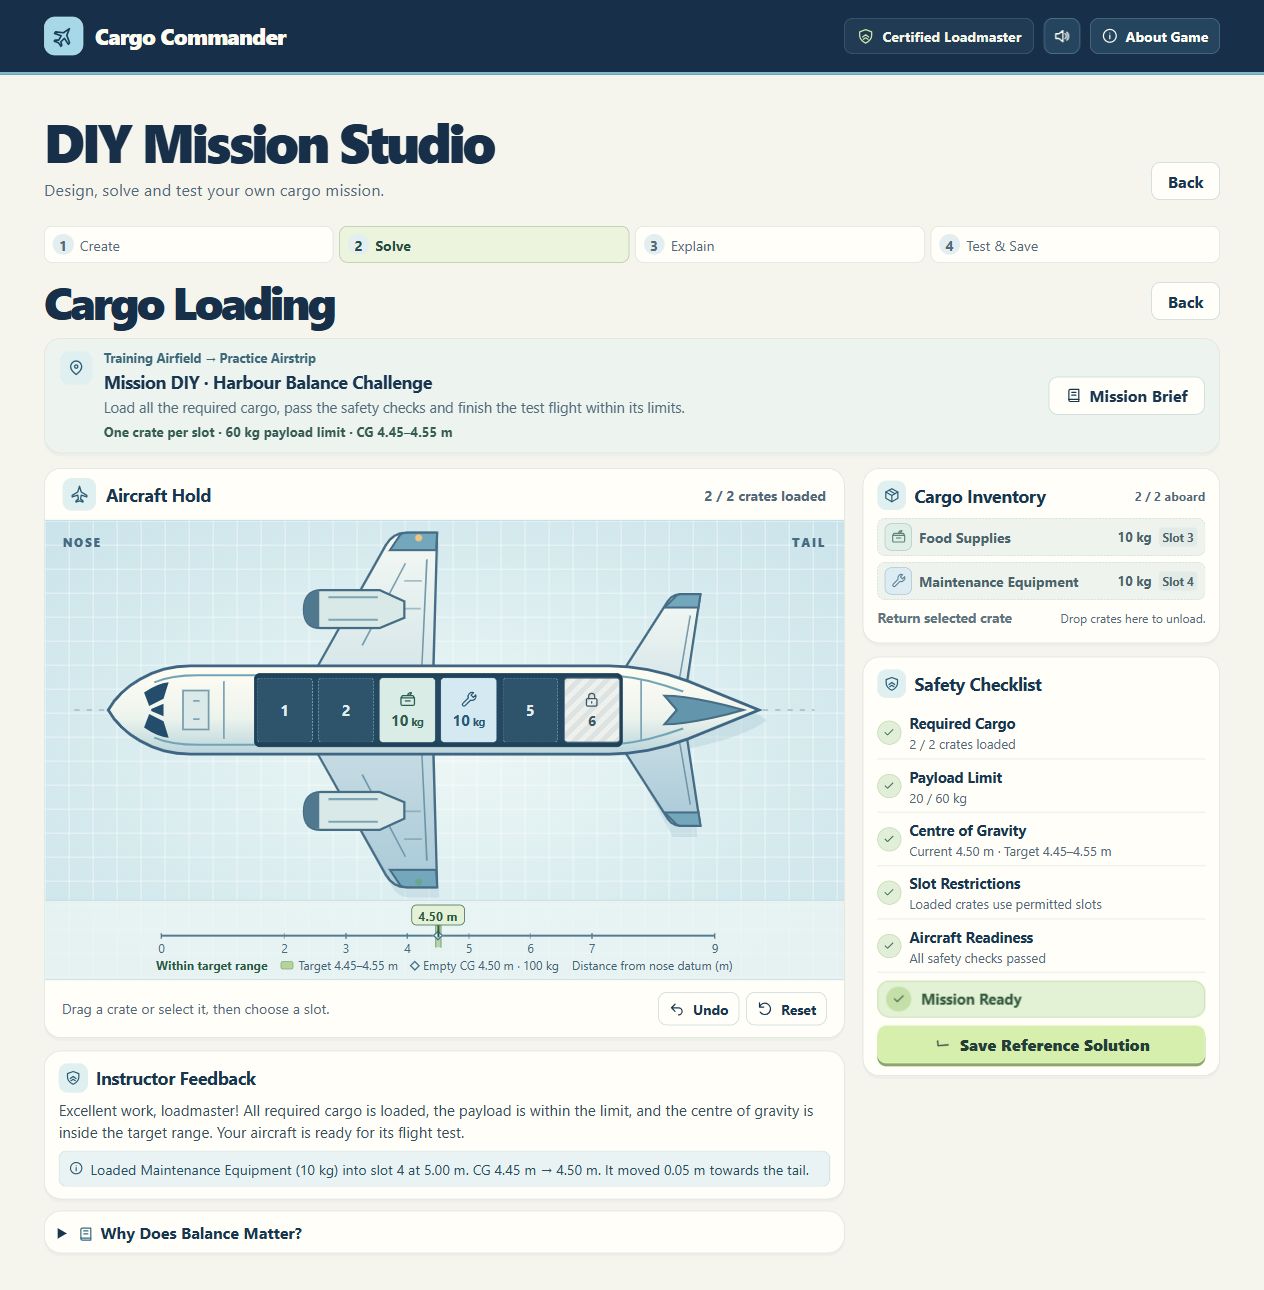 Cargo Commander
Certified Loadmaster
About Game
DIY Mission Studio
Design, solve and test your own cargo mission.
Back
1 Create
2 Solve
3 Explain
4 Test & Save
Cargo Loading
Back
Training Airfield → Practice Airstrip
Mission DIY · Harbour Balance Challenge
Load all the required cargo, pass the safety checks and finish the test flight within its limits.
One crate per slot · 60 kg payload limit · CG 4.45–4.55 m
Mission Brief
Aircraft Hold
2 / 2 crates loaded
NOSE
TAIL
1
2
10 kg
10 kg
5
6
4.50 m
0 2 3 4 5 6 7 9
Within target range Target 4.45–4.55 m Empty CG 4.50 m · 100 kg Distance from nose datum (m)
Drag a crate or select it, then choose a slot.
Undo
Reset
Instructor Feedback
Excellent work, loadmaster! All required cargo is loaded, the payload is within the limit, and the centre of gravity is
inside the target range. Your aircraft is ready for its flight test.
Loaded Maintenance Equipment (10 kg) into slot 4 at 5.00 m. CG 4.45 m → 4.50 m. It moved 0.05 m towards the tail.
Why Does Balance Matter?
Cargo Inventory
2 / 2 aboard
Food Supplies 10 kg Slot 3
Maintenance Equipment 10 kg Slot 4
Return selected crate Drop crates here to unload.
Safety Checklist
Required Cargo
2 / 2 crates loaded
Payload Limit
20 / 60 kg
Centre of Gravity
Current 4.50 m · Target 4.45–4.55 m
Slot Restrictions
Loaded crates use permitted slots
Aircraft Readiness
All safety checks passed
Mission Ready
Save Reference Solution